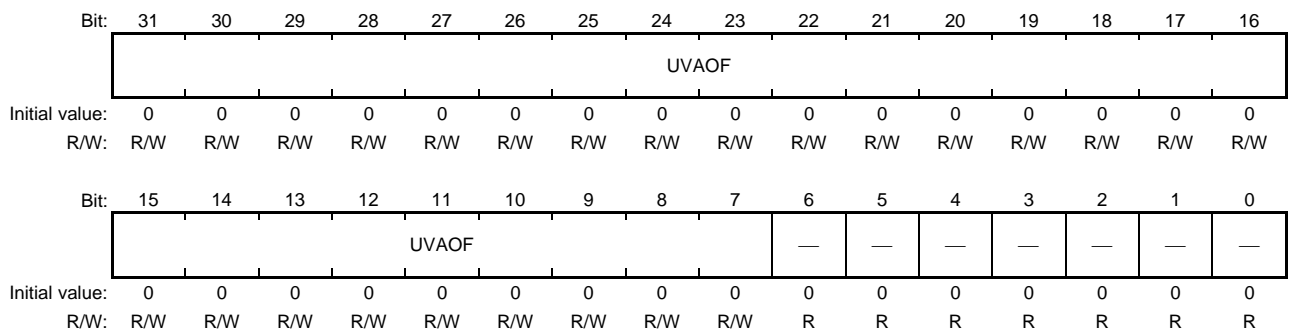 Bit: 31 30 29 28 27 26 25 24 23 22 21 20 19 18 17 16
UVAOF
Initial value: 0 0 0 0 0 0 0 0 0 0 0 0 0 0 0 0
R/W: R/W R/W R/W R/W R/W R/W R/W R/W R/W R/W R/W R/W R/W R/W R/W R/W
Bit: 15 14 13 12 11 10 9 8 7 6 5 4 3 2 1 0
UVAOF — — — — — — —
Initial value: 0 0 0 0 0 0 0 0 0 0 0 0 0 0 0 0
R/W: R/W R/W R/W R/W R/W R/W R/W R/W R/W R R R R R R R